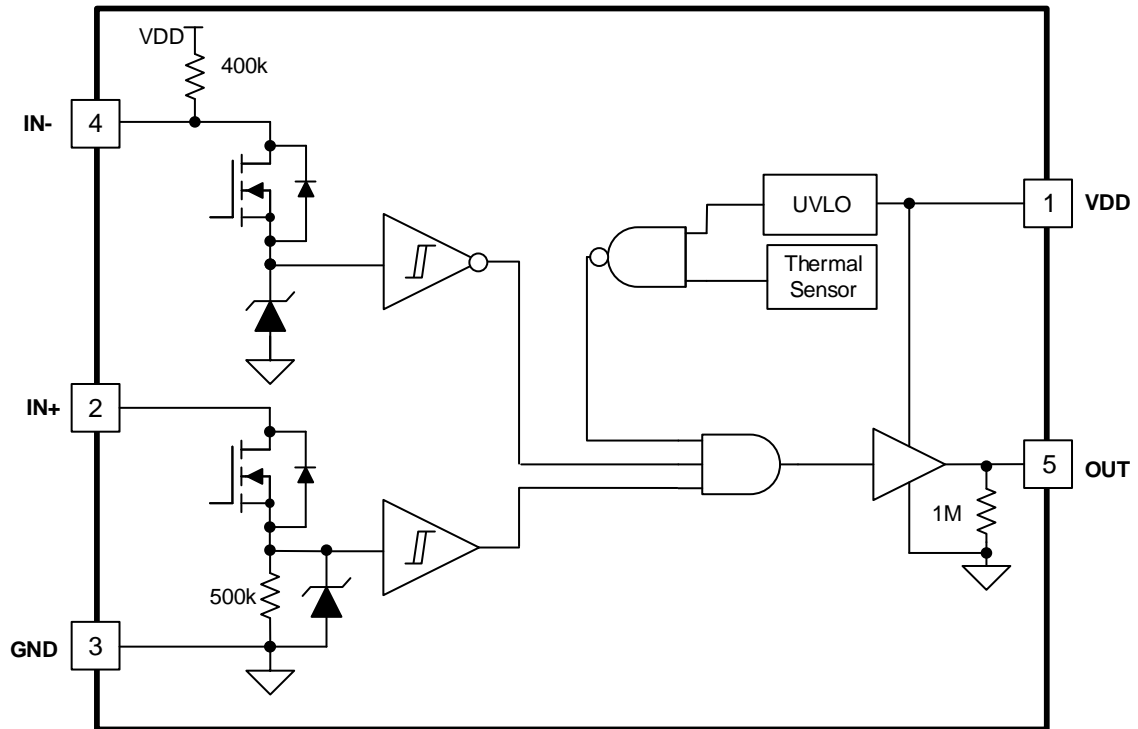 VDD
400k
IN-
4
UVLO
1
VDD
Thermal
Sensor
IN+
2
5
OUT
1M
500k
GND
3